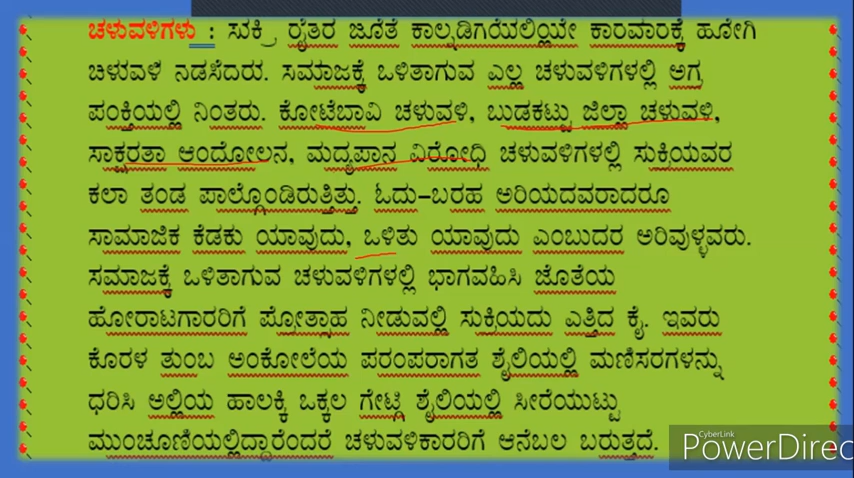 ಚಳುವಳಿಗಳು : ಸುಕ್ರಿ ರೈತರ ಜೊತೆ ಕಾಲ್ನಡಿಗೆಯಲ್ಲಿಯೇ ಕಾರವಾರಕ್ಕೆ ಹೋಗಿ
ಚಳುವಳಿ ನಡಸಿದರು. ಸಮಾಜಕ್ಕೆ ಒಳಿತಾಗುವ ಎಲ್ಲ ಚಳುವಳಿಗಳಲ್ಲಿ ಅಗ್ರ
ಪಂಕ್ತಿಯಲ್ಲಿ ನಿಂತರು. ಕೋಟೆಬಾವಿ ಚಳುವಳಿ, ಬುಡಕಟ್ಟು ಜಿಲ್ಲಾ ಚಳುವಳಿ,
ಸಾಕ್ಷರತಾ ಆಂದೋಲನ, ಮದ್ಯಪಾನ ವಿರೋಧಿ ಚಳುವಳಿಗಳಲ್ಲಿ ಸುಕ್ರಿಯವರ
ಕಲಾ ತಂಡ ಪಾಲ್ಗೊಂಡಿರುತ್ತಿತ್ತು. ಓದು-ಬರಹ ಅರಿಯದವರಾದರೂ
ಸಾಮಾಜಿಕ ಕೆಡಕು ಯಾವುದು, ಒಳಿತು ಯಾವುದು ಎಂಬುದರ ಅರಿವುಳ್ಳವರು.
ಸಮಾಜಕ್ಕೆ ಒಳಿತಾಗುವ ಚಳುವಳಿಗಳಲ್ಲಿ ಭಾಗವಹಿಸಿ ಜೊತೆಯ
ಹೋರಾಟಗಾರರಿಗೆ ಪ್ರೋತ್ಸಾಹ ನೀಡುವಲ್ಲಿ ಸುಕ್ರಿಯದು ಎತ್ತಿದ ಕೈ. ಇವರು
ಕೊರಳ ತುಂಬ ಅಂಕೋಲೆಯ ಪರಂಪರಾಗತ ಶೈಲಿಯಲ್ಲಿ ಮಣಿಸರಗಳನ್ನು
ಧರಿಸಿ ಅಲ್ಲಿಯ ಹಾಲಕ್ಕಿ ಒಕ್ಕಲ ಗೇಟ್ಗಿ ಶೈಲಿಯಲ್ಲಿ ಸೀರೆಯುಟ್ಟು
ಮುಂಚೂಣಿಯಲ್ಲಿದ್ದಾರೆಂದರೆ ಚಳುವಳಿಕಾರರಿಗೆ ಆನೆಬಲ ಬರುತ್ತದೆ.
CyberLink
PowerDirec